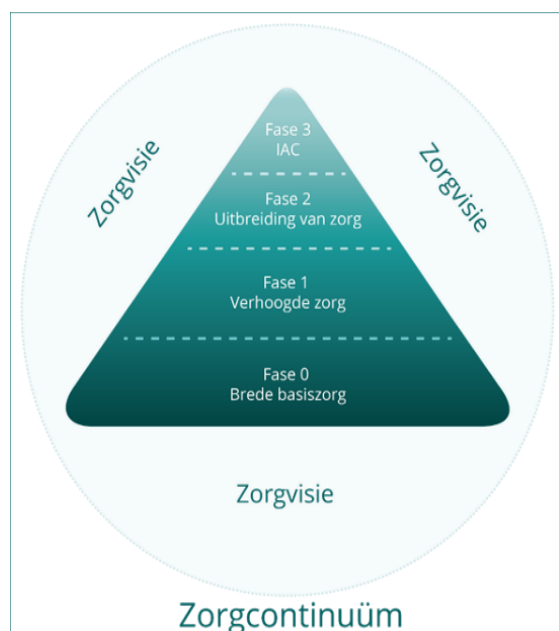 Fase 3
IAC
Zorgvisie
Zorgvisie
Fase 2
Uitbreiding van zorg
Fase 1
Verhoogde zorg
Fase 0
Brede basiszorg
Zorgvisie
Zorgcontinuüm